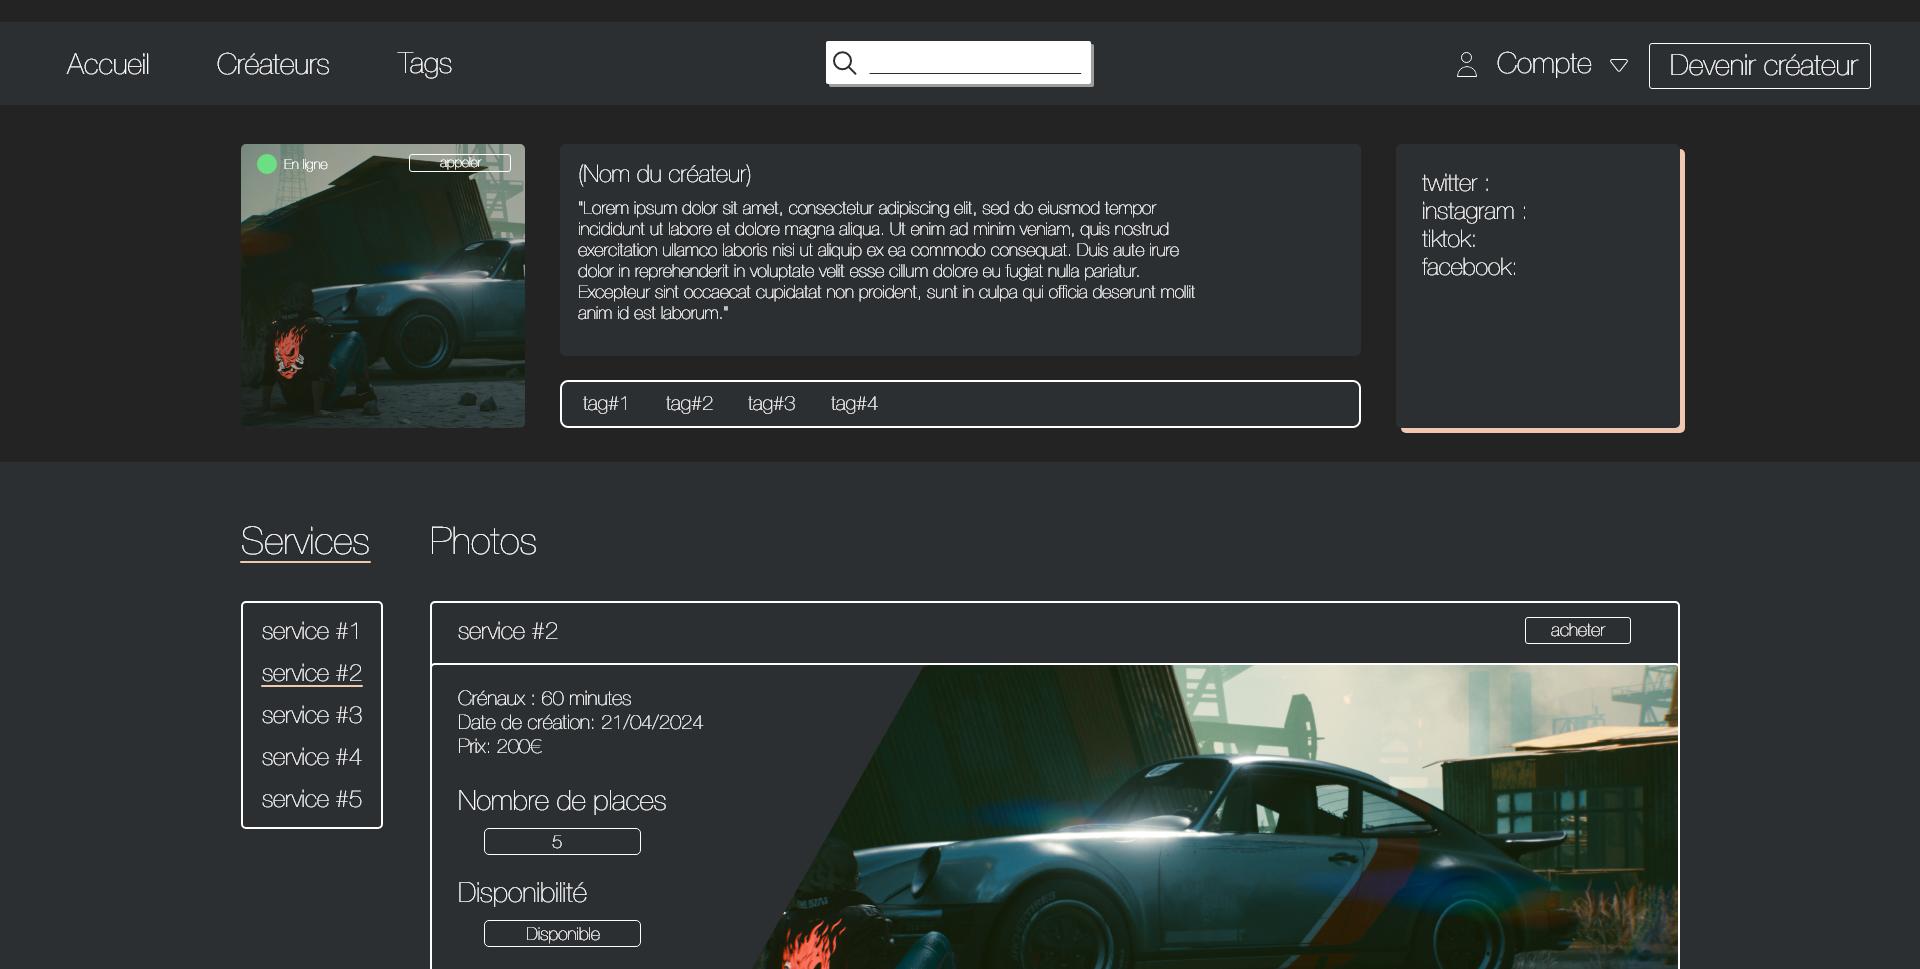 Accueil
Créateurs
Tags
Compte
Devenir créateur
En ligne
appeler
(Nom du créateur)
"Lorem ipsum dolor sit amet, consectetur adipiscing elit, sed do eiusmod tempor
incididunt ut labore et dolore magna aliqua. Ut enim ad minim veniam, quis nostrud
exercitation ullamco laboris nisi ut aliquip ex ea commodo consequat. Duis aute irure
dolor in reprehenderit in voluptate velit esse cillum dolore eu fugiat nulla pariatur.
Excepteur sint occaecat cupidatat non proident, sunt in culpa qui officia deserunt mollit
anim id est laborum."
tag#1
tag#2
tag#3
tag#4
twitter :
instagram :
tiktok:
facebook:
Services
Photos
service #1
service #2
service #3
service #4
service #5
service #2
acheter
Crénaux : 60 minutes
Date de création: 21/04/2024
Prix: 200€
Nombre de places
5
Disponibilité
Disponible